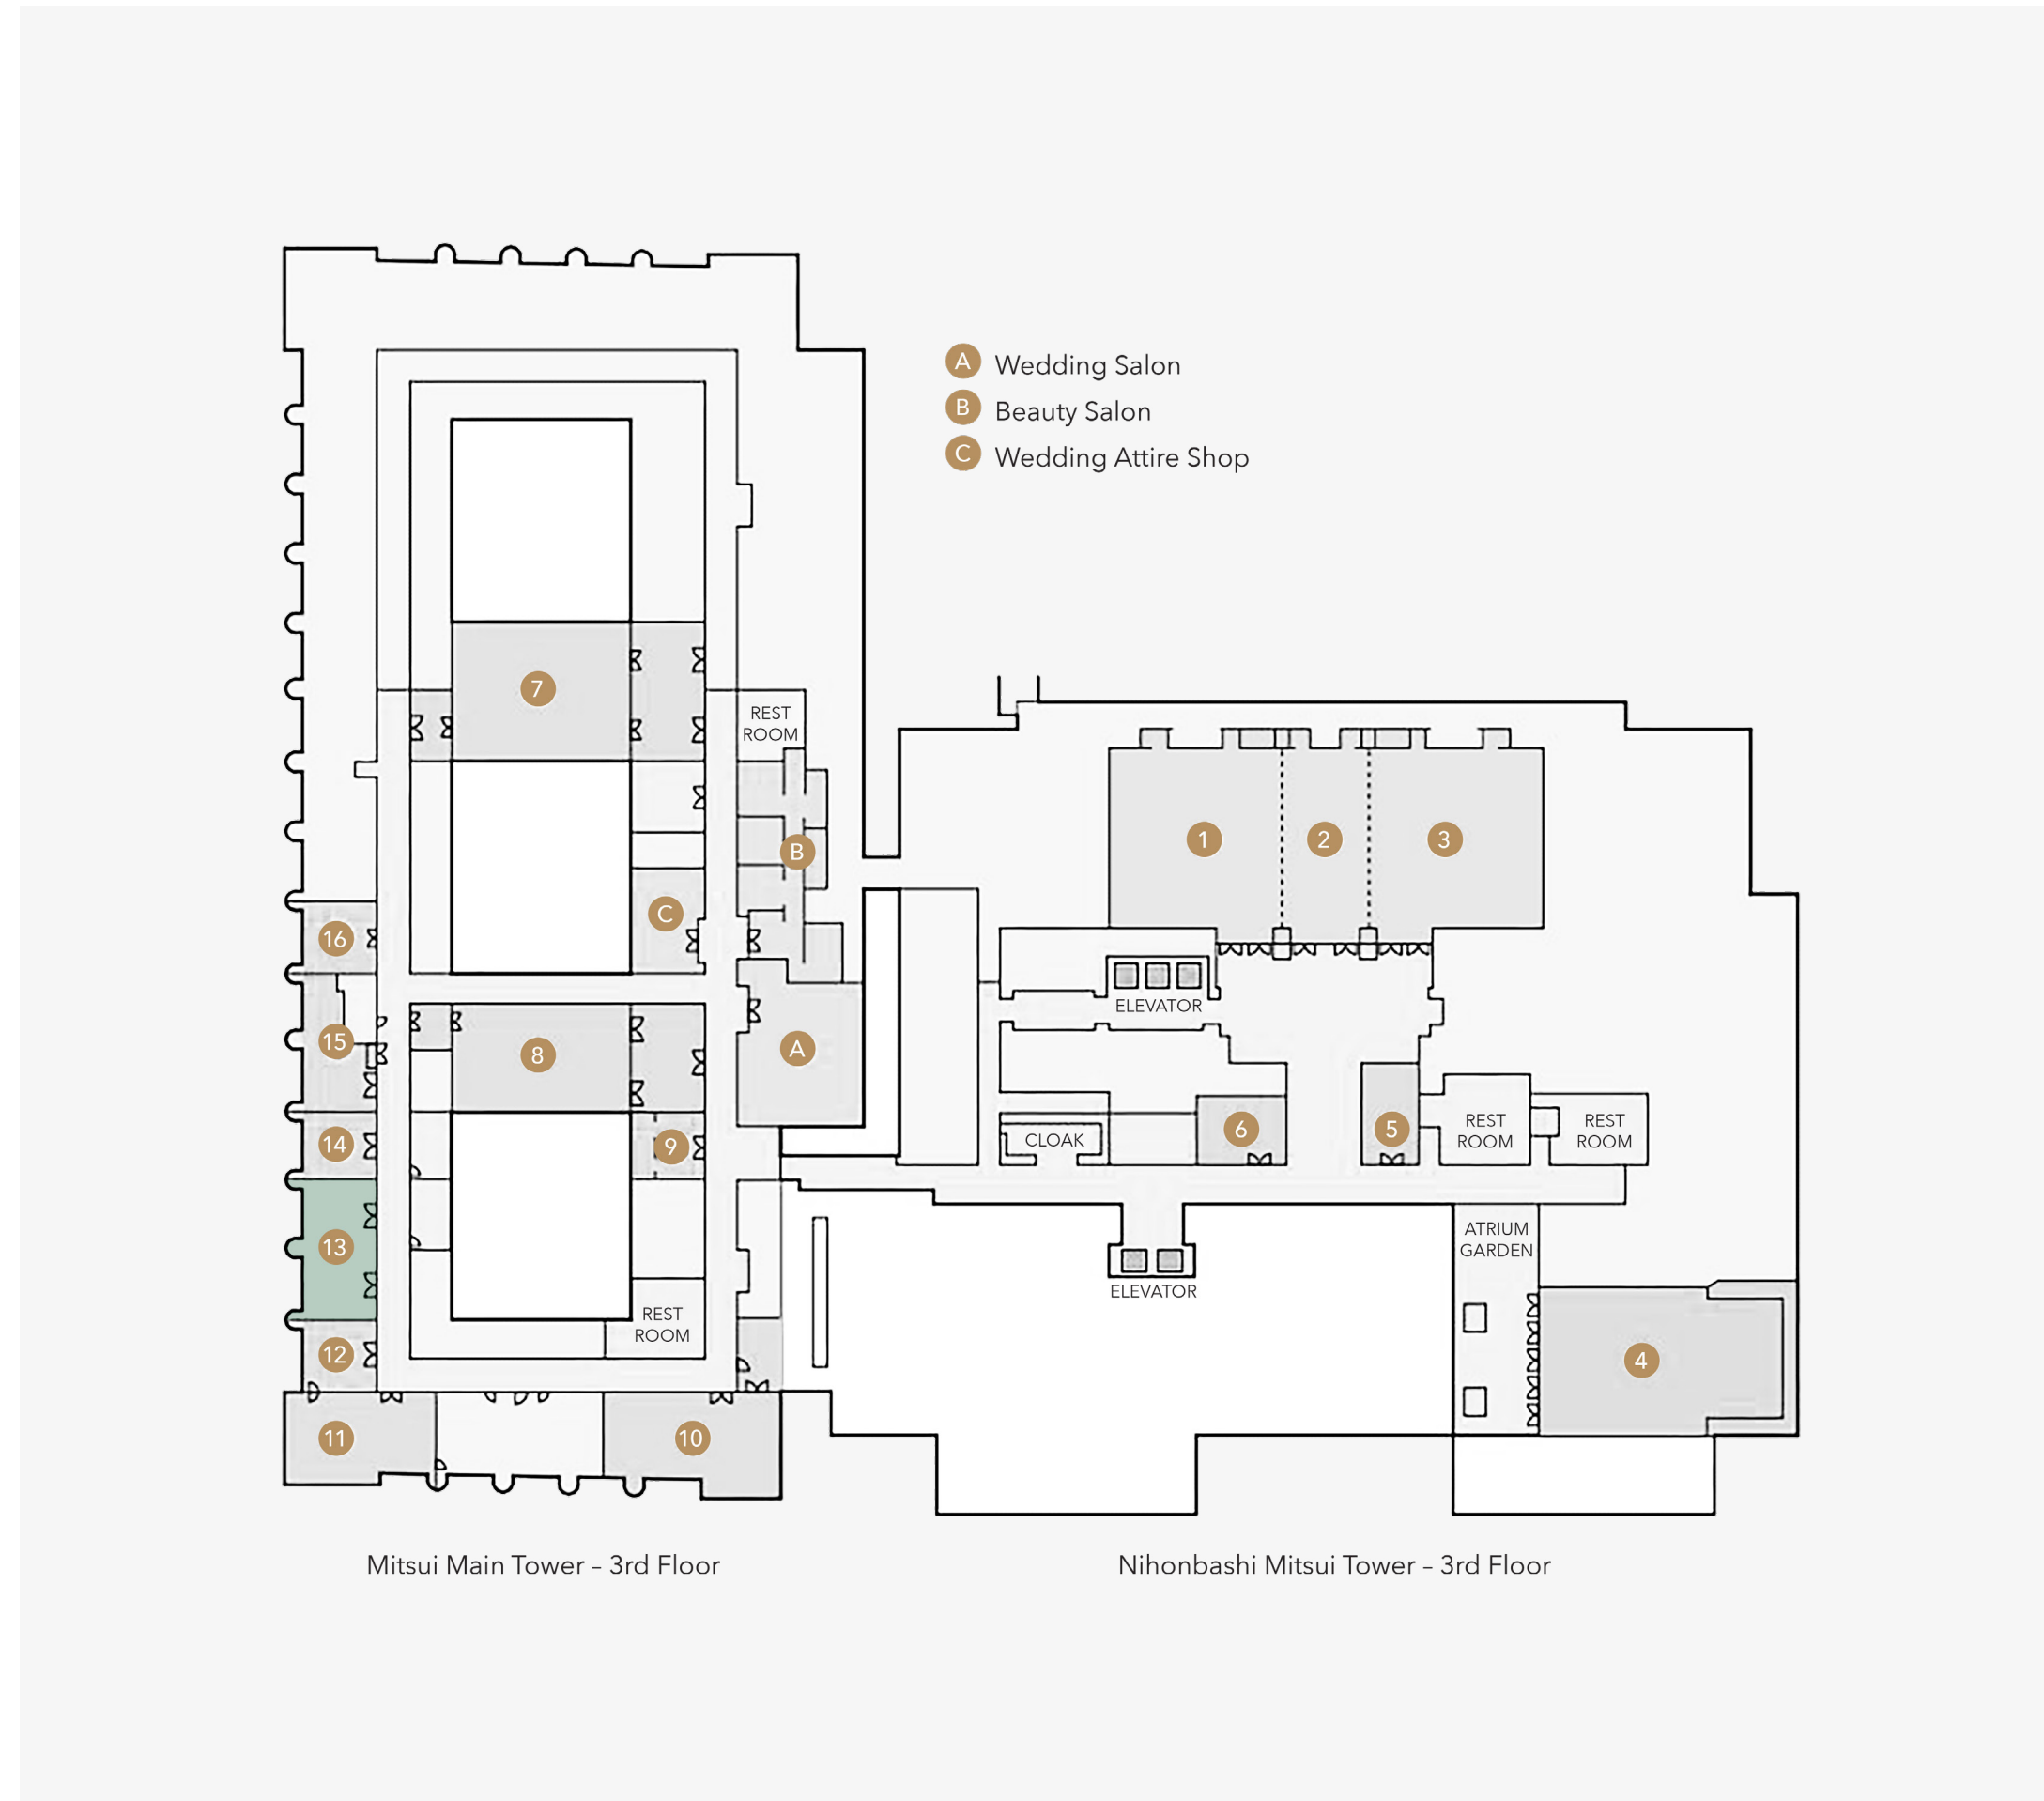 A Wedding Salon
B Beauty Salon
C Wedding Attire Shop
7
REST
ROOM
B
C
16
15
8
A
14
9
13
REST
ROOM
12
11
10
1
2
3
ELEVATOR
6
5
CLOAK
REST
ROOM
REST
ROOM
ATRIUM
GARDEN
ELEVATOR
4
Mitsui Main Tower – 3rd Floor
Nihonbashi Mitsui Tower – 3rd Floor